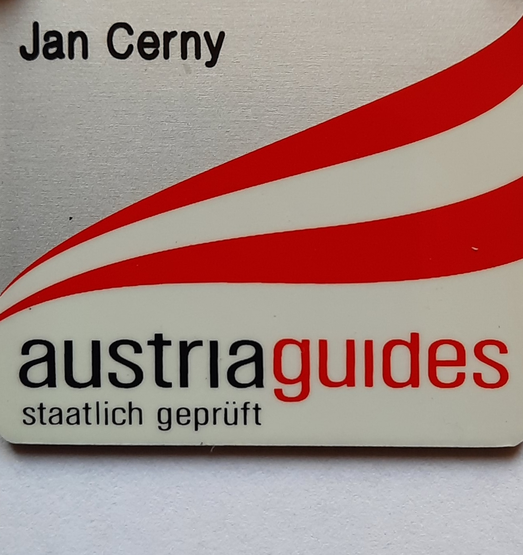 Jan Cerny
austriaguides
staatlich geprüft